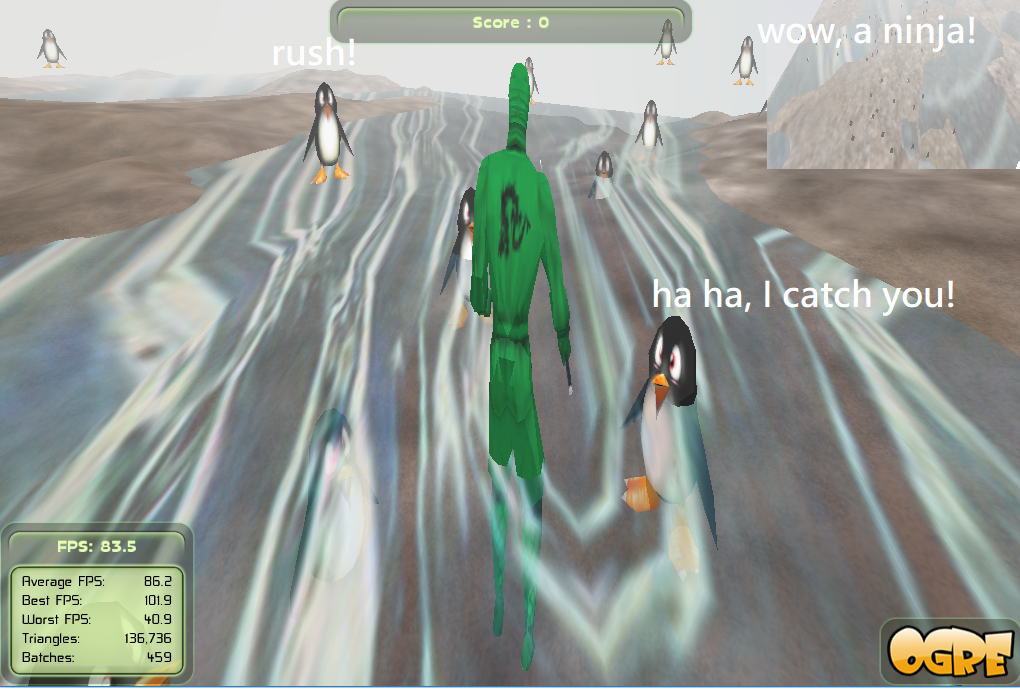 Score : 0
wow, a ninja!
rush!
ha ha, I catch you!
FPS: 83.5
Average FPS: 86.2
Best FPS: 101.9
Worst FPS: 40.9
Triangles: 136,736
Batches: 459
OGRE